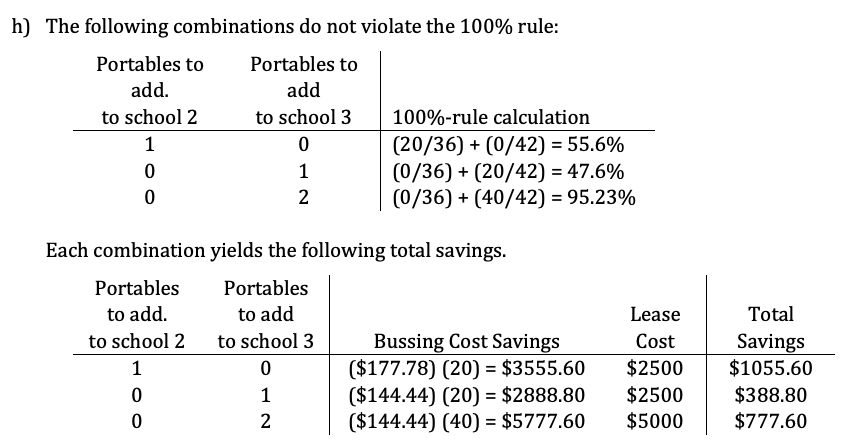 h) The following combinations do not violate the 100% rule:
Portables to Portables to
add. add
to school 2 to school 3 100%-rule calculation
1 0 (20/36) + (0/42) = 55.6%
0 1 (0/36) + (20/42) = 47.6%
0 2 (0/36) + (40/42) = 95.23%
Each combination yields the following total savings.
Portables Portables
to add. to add Lease Total
to school 2 to school 3 Bussing Cost Savings Cost Savings
1 0 ($177.78) (20) = $3555.60 $2500 $1055.60
0 1 ($144.44) (20) = $2888.80 $2500 $388.80
0 2 ($144.44) (40) = $5777.60 $5000 $777.60